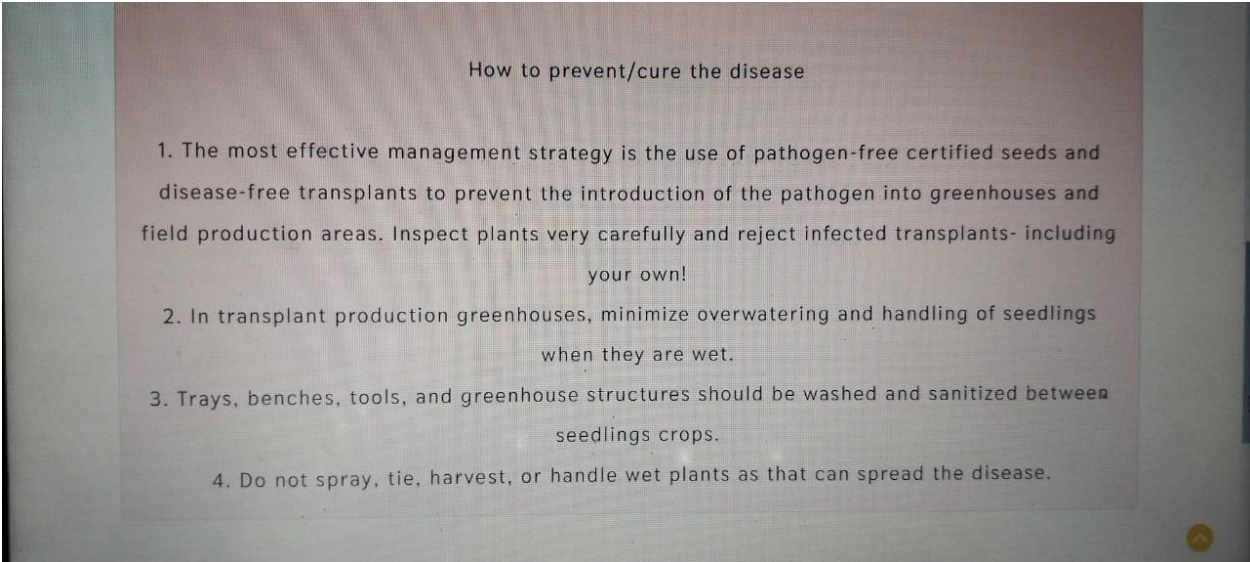 How to prevent/cure the disease
1. The most effective management strategy is the use of pathogen-free certified seeds and
disease-free transplants to prevent the introduction of the pathogen into greenhouses and
field production areas. Inspect plants very carefully and reject infected transplants- including
your own!
2. In transplant production greenhouses, minimize overwatering and handling of seedlings
when they are wet.
3. Trays, benches, tools, and greenhouse structures should be washed and sanitized between
seedlings crops.
4. Do not spray, tie, harvest, or handle wet plants as that can spread the disease.